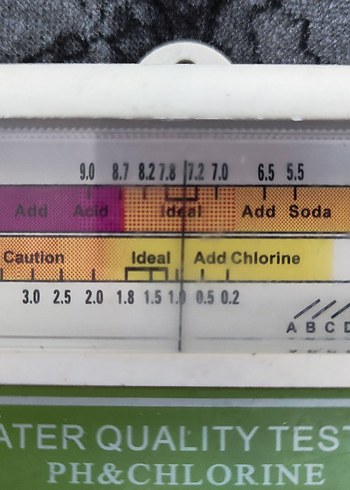 9.0 8.7 8.2 7.8 7.2 7.0 6.5 5.5
Add Acid Ideal Add Soda
Caution Ideal Add Chlorine
3.0 2.5 2.0 1.8 1.5 1.0 0.5 0.2
A B C D
ATER QUALITY TEST
PH&CHLORINE